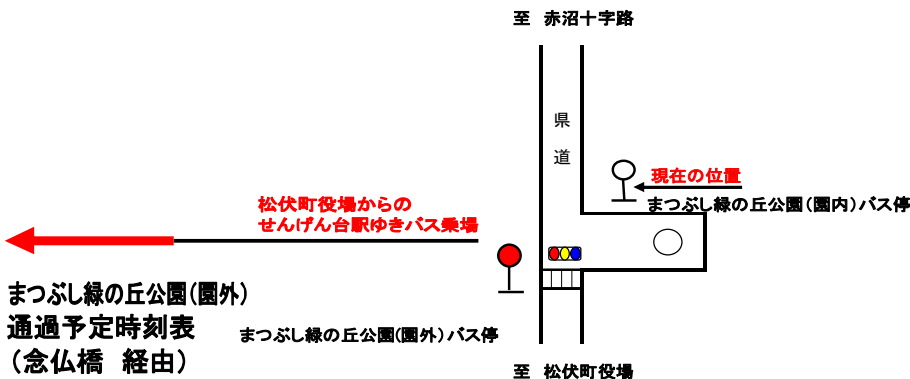 至　赤沼十字路
県
道
現在の位置
まつぶし緑の丘公園（園内）バス停
松伏町役場からの
せんげん台駅ゆきバス乗場
まつぶし緑の丘公園(園外)
通過予定時刻表
（念仏橋　経由）
まつぶし緑の丘公園(園外）バス停
至　松伏町役場